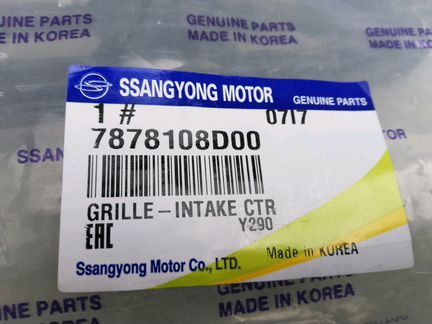 GENUINE PARTS
MADE IN KOREA
GENUINE PARTS
MADE IN KOREA
GENUINE PARTS
MADE IN KOREA
SSANGYONG MOTOR
GENUINE PARTS
1 # 0717
7878108D00
SSANG
GRILLE-INTAKE CTR
EAC Y290
Made in KOREA
Ssangyong Motor Co., LTD.
GENUINE PARTS
MADE IN KOREA
GENUINE PARTS
MADE IN KOREA